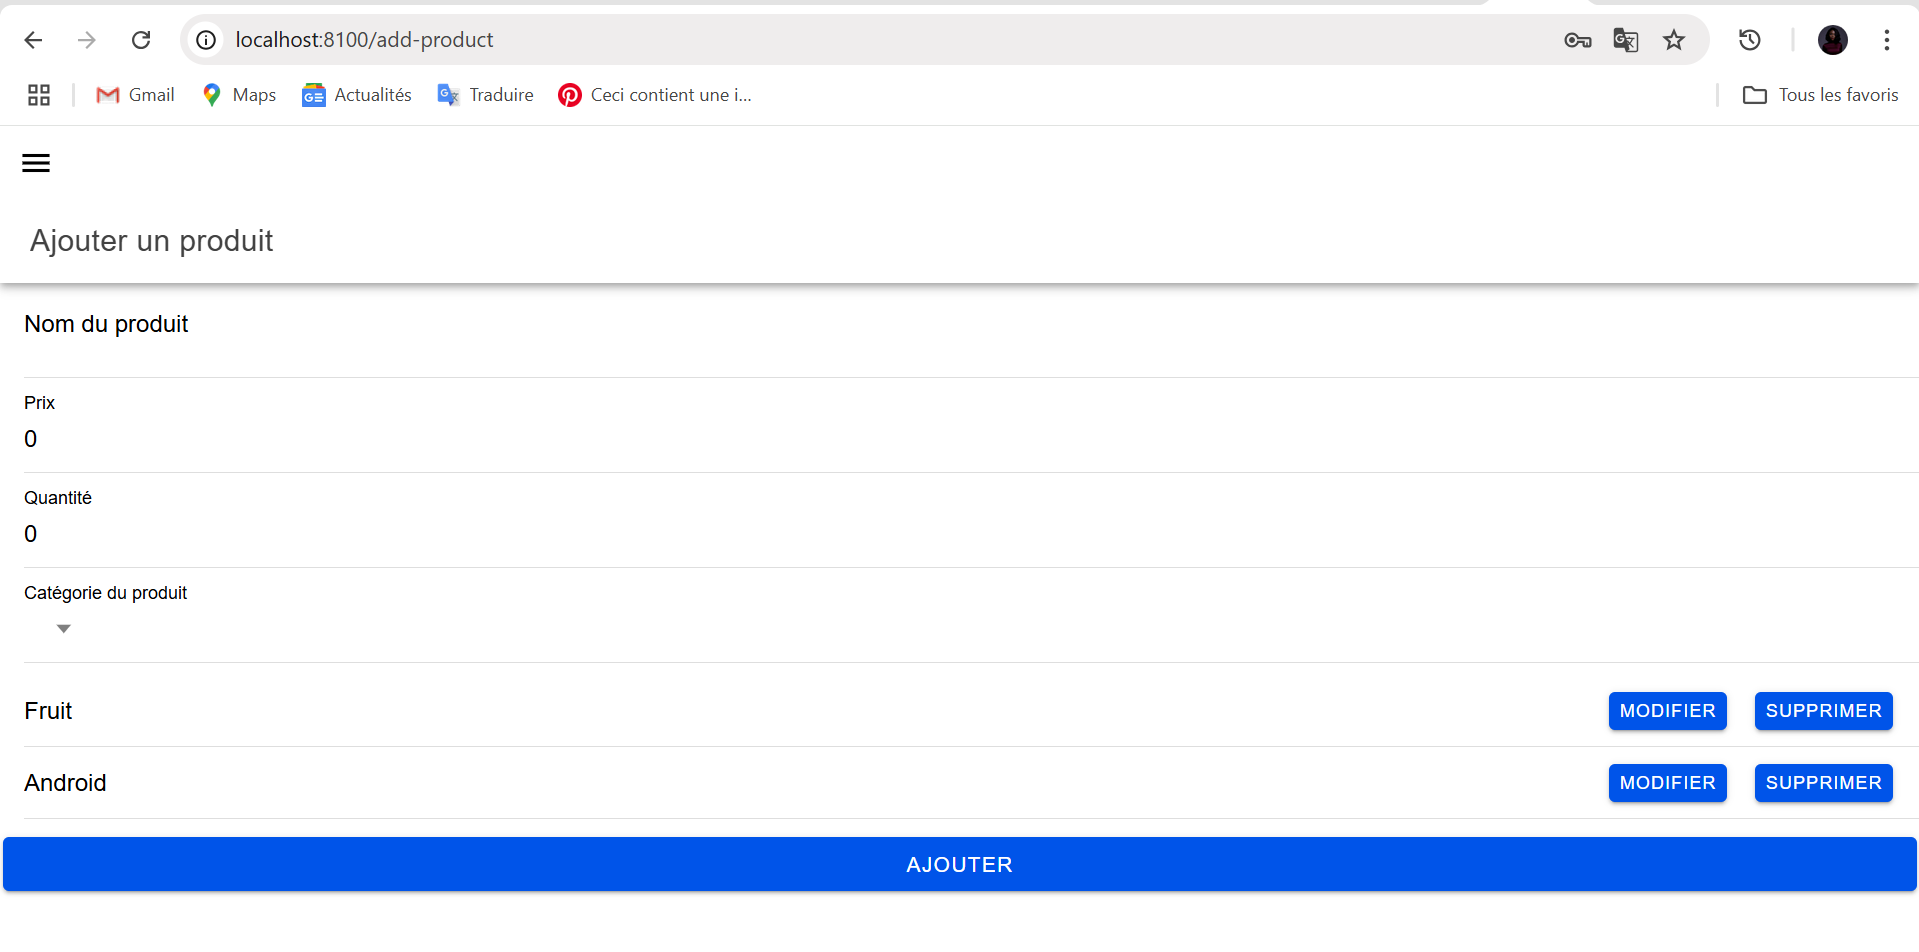 localhost:8100/add-product
Gmail Maps Actualités Traduire Ceci contient une i... Tous les favoris
Ajouter un produit
Nom du produit
Prix
0
Quantité
0
Catégorie du produit
Fruit MODIFIER SUPPRIMER
Android MODIFIER SUPPRIMER
AJOUTER